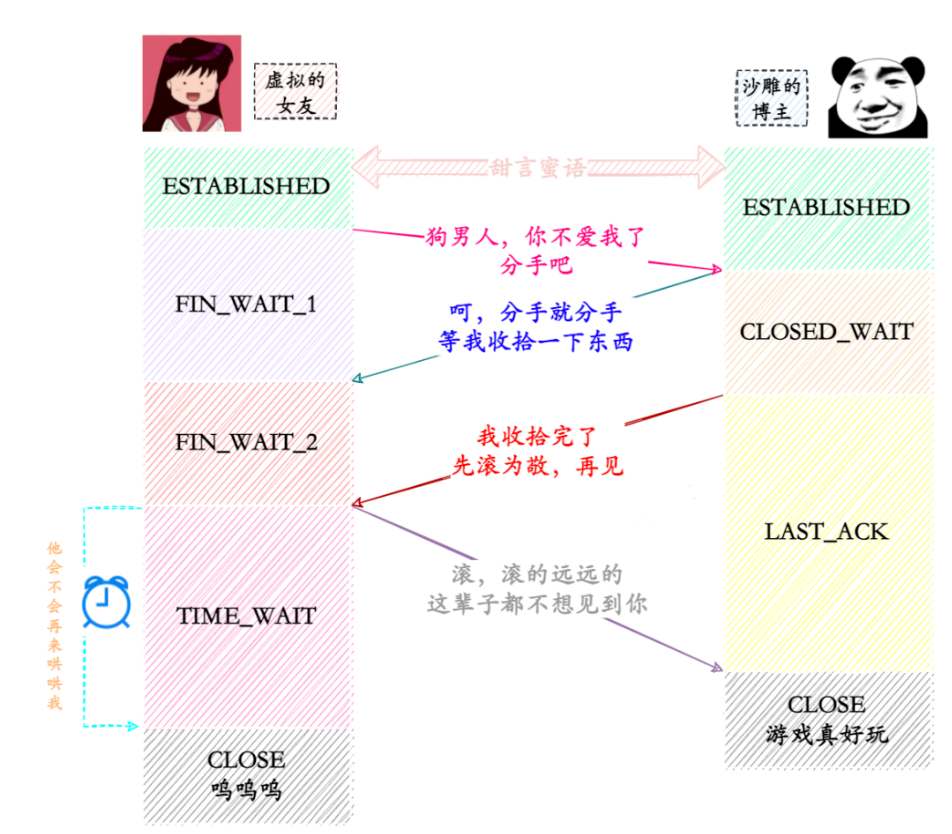 虚拟的
女友
沙雕的
博主
ESTABLISHED
甜言蜜语
ESTABLISHED
狗男人，你不爱我了
分手吧
FIN_WAIT_1
呵，分手就分手
等我收拾一下东西
CLOSED_WAIT
FIN_WAIT_2
我收拾完了
先滚为敬，再见
LAST_ACK
他会不会再来哄哄我
滚，滚的远远的
这辈子都不想见到你
TIME_WAIT
CLOSE
游戏真好玩
CLOSE
呜呜呜